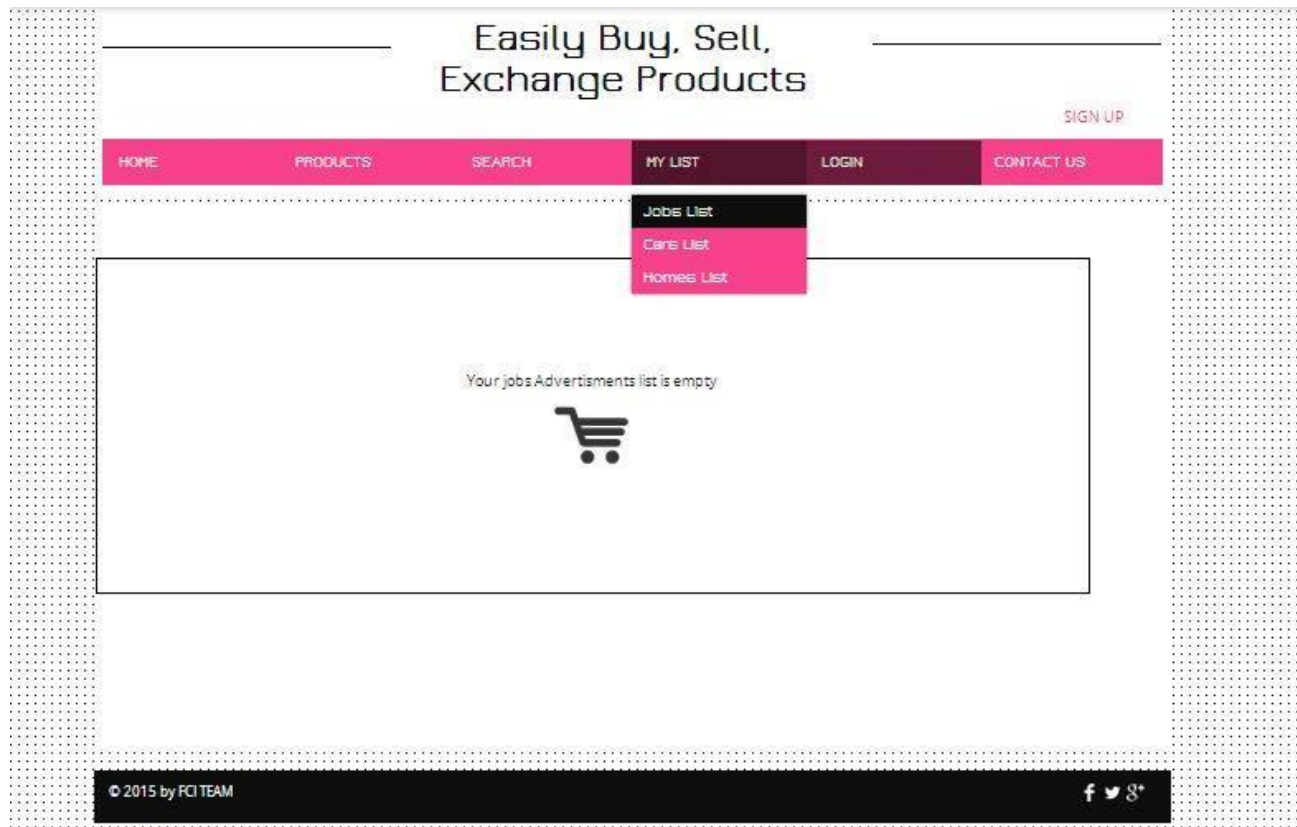 Easily Buy, Sell,
Exchange Products
SIGN UP
HOME PRODUCTS SEARCH MY LIST LOGIN CONTACT US
Jobs List
Cars List
Homes List
Your jobs Advertisments list is empty
© 2015 by FCI TEAM